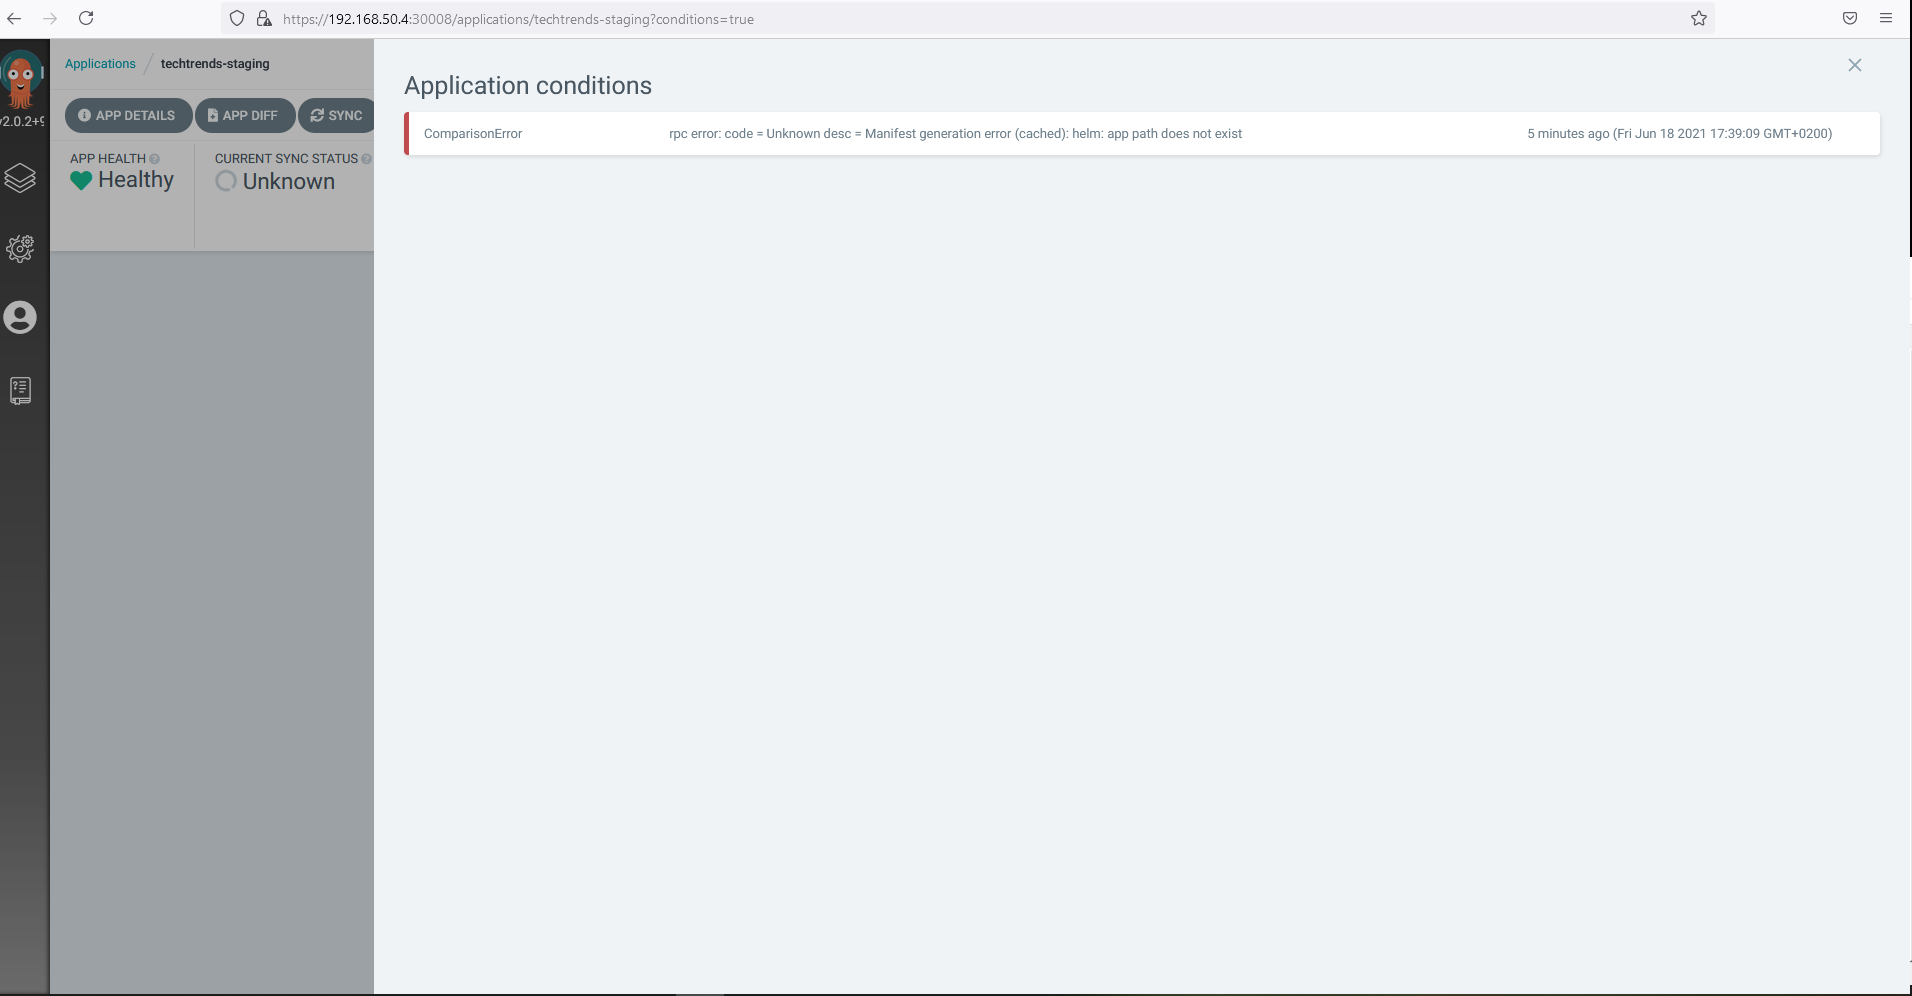 https://192.168.50.4:30008/applications/techtrends-staging?conditions=true
Applications / techtrends-staging
v2.0.2+9
APP DETAILS APP DIFF SYNC
APP HEALTH
Healthy
CURRENT SYNC STATUS
Unknown
Application conditions
ComparisonError rpc error: code = Unknown desc = Manifest generation error (cached): helm: app path does not exist 5 minutes ago (Fri Jun 18 2021 17:39:09 GMT+0200)